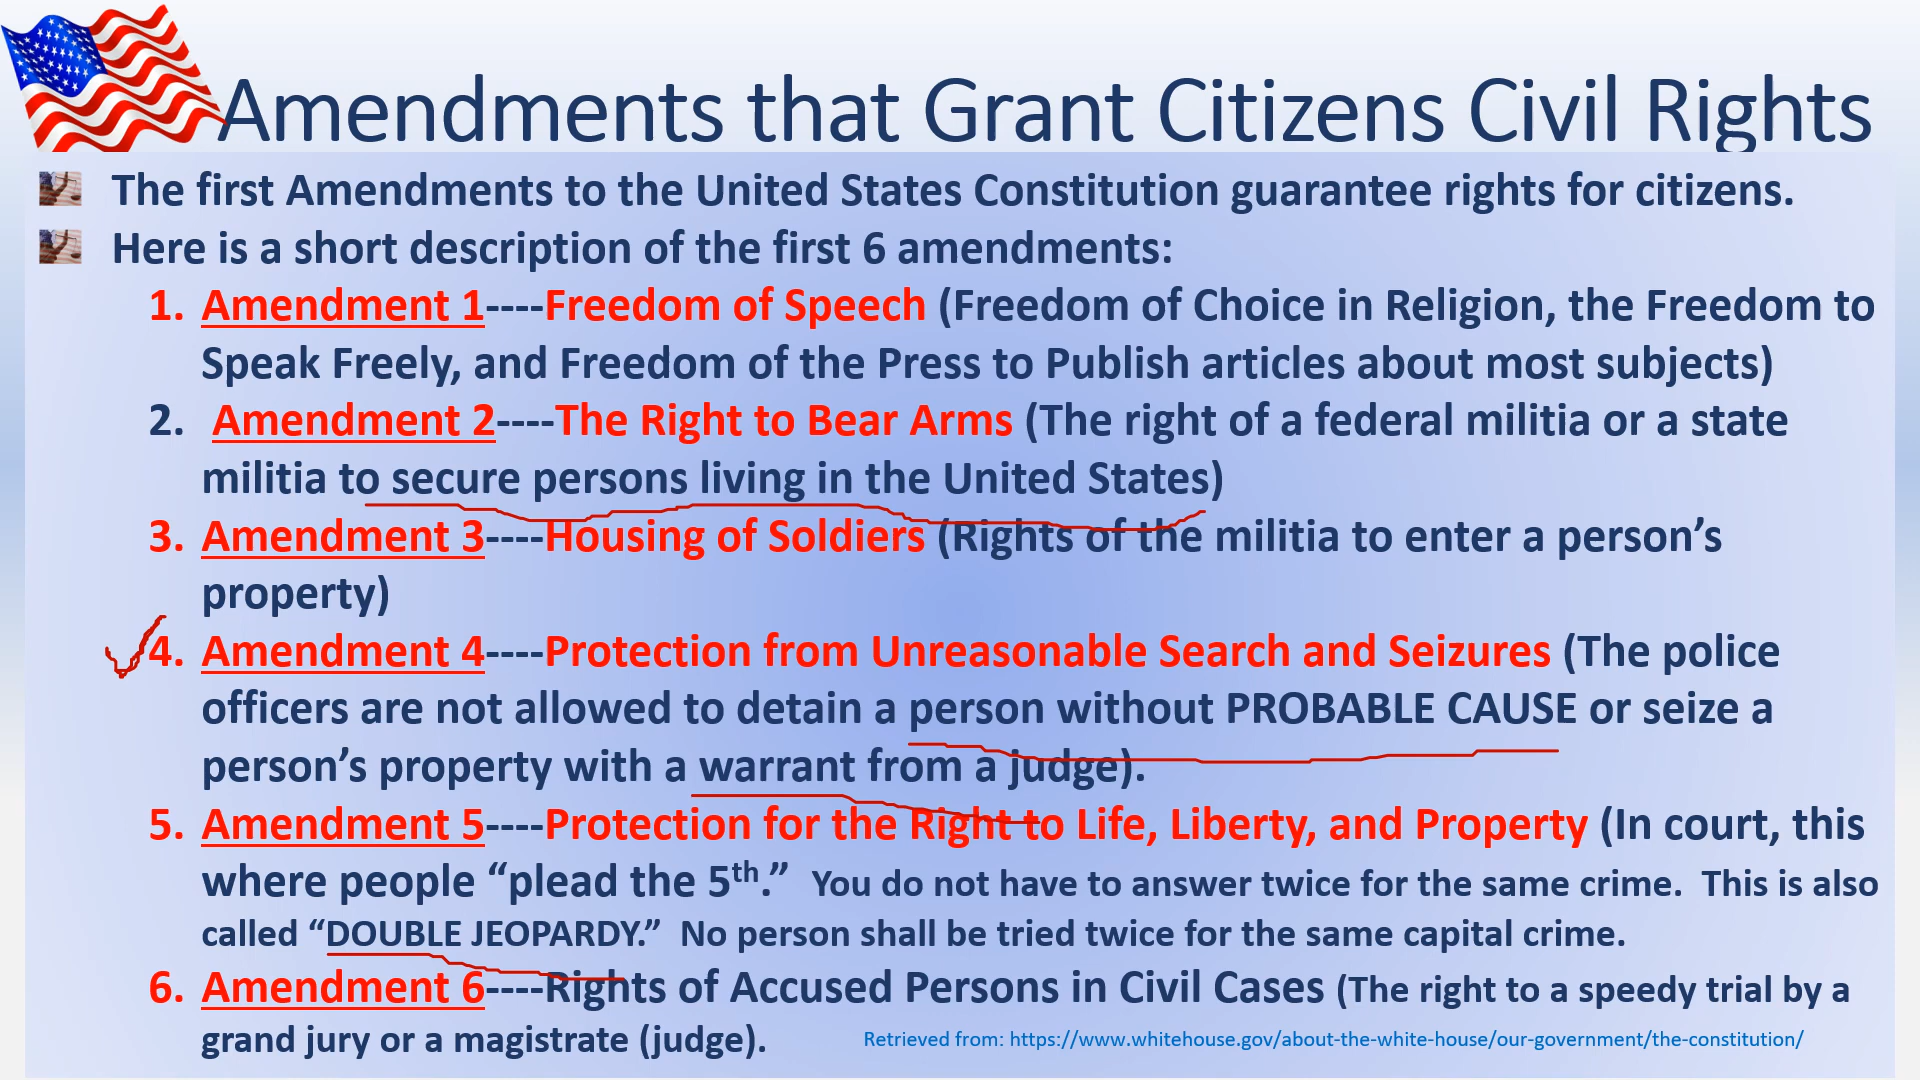 Amendments that Grant Citizens Civil Rights
The first Amendments to the United States Constitution guarantee rights for citizens.
Here is a short description of the first 6 amendments:
1. Amendment 1----Freedom of Speech (Freedom of Choice in Religion, the Freedom to
Speak Freely, and Freedom of the Press to Publish articles about most subjects)
2. Amendment 2----The Right to Bear Arms (The right of a federal militia or a state
militia to secure persons living in the United States)
3. Amendment 3----Housing of Soldiers (Rights of the militia to enter a person’s
property)
4. Amendment 4----Protection from Unreasonable Search and Seizures (The police
officers are not allowed to detain a person without PROBABLE CAUSE or seize a
person’s property with a warrant from a judge).
5. Amendment 5----Protection for the Right to Life, Liberty, and Property (In court, this
where people “plead the 5th.” You do not have to answer twice for the same crime. This is also
called “DOUBLE JEOPARDY.” No person shall be tried twice for the same capital crime.
6. Amendment 6----Rights of Accused Persons in Civil Cases (The right to a speedy trial by a
grand jury or a magistrate (judge).
Retrieved from: https://www.whitehouse.gov/about-the-white-house/our-government/the-constitution/